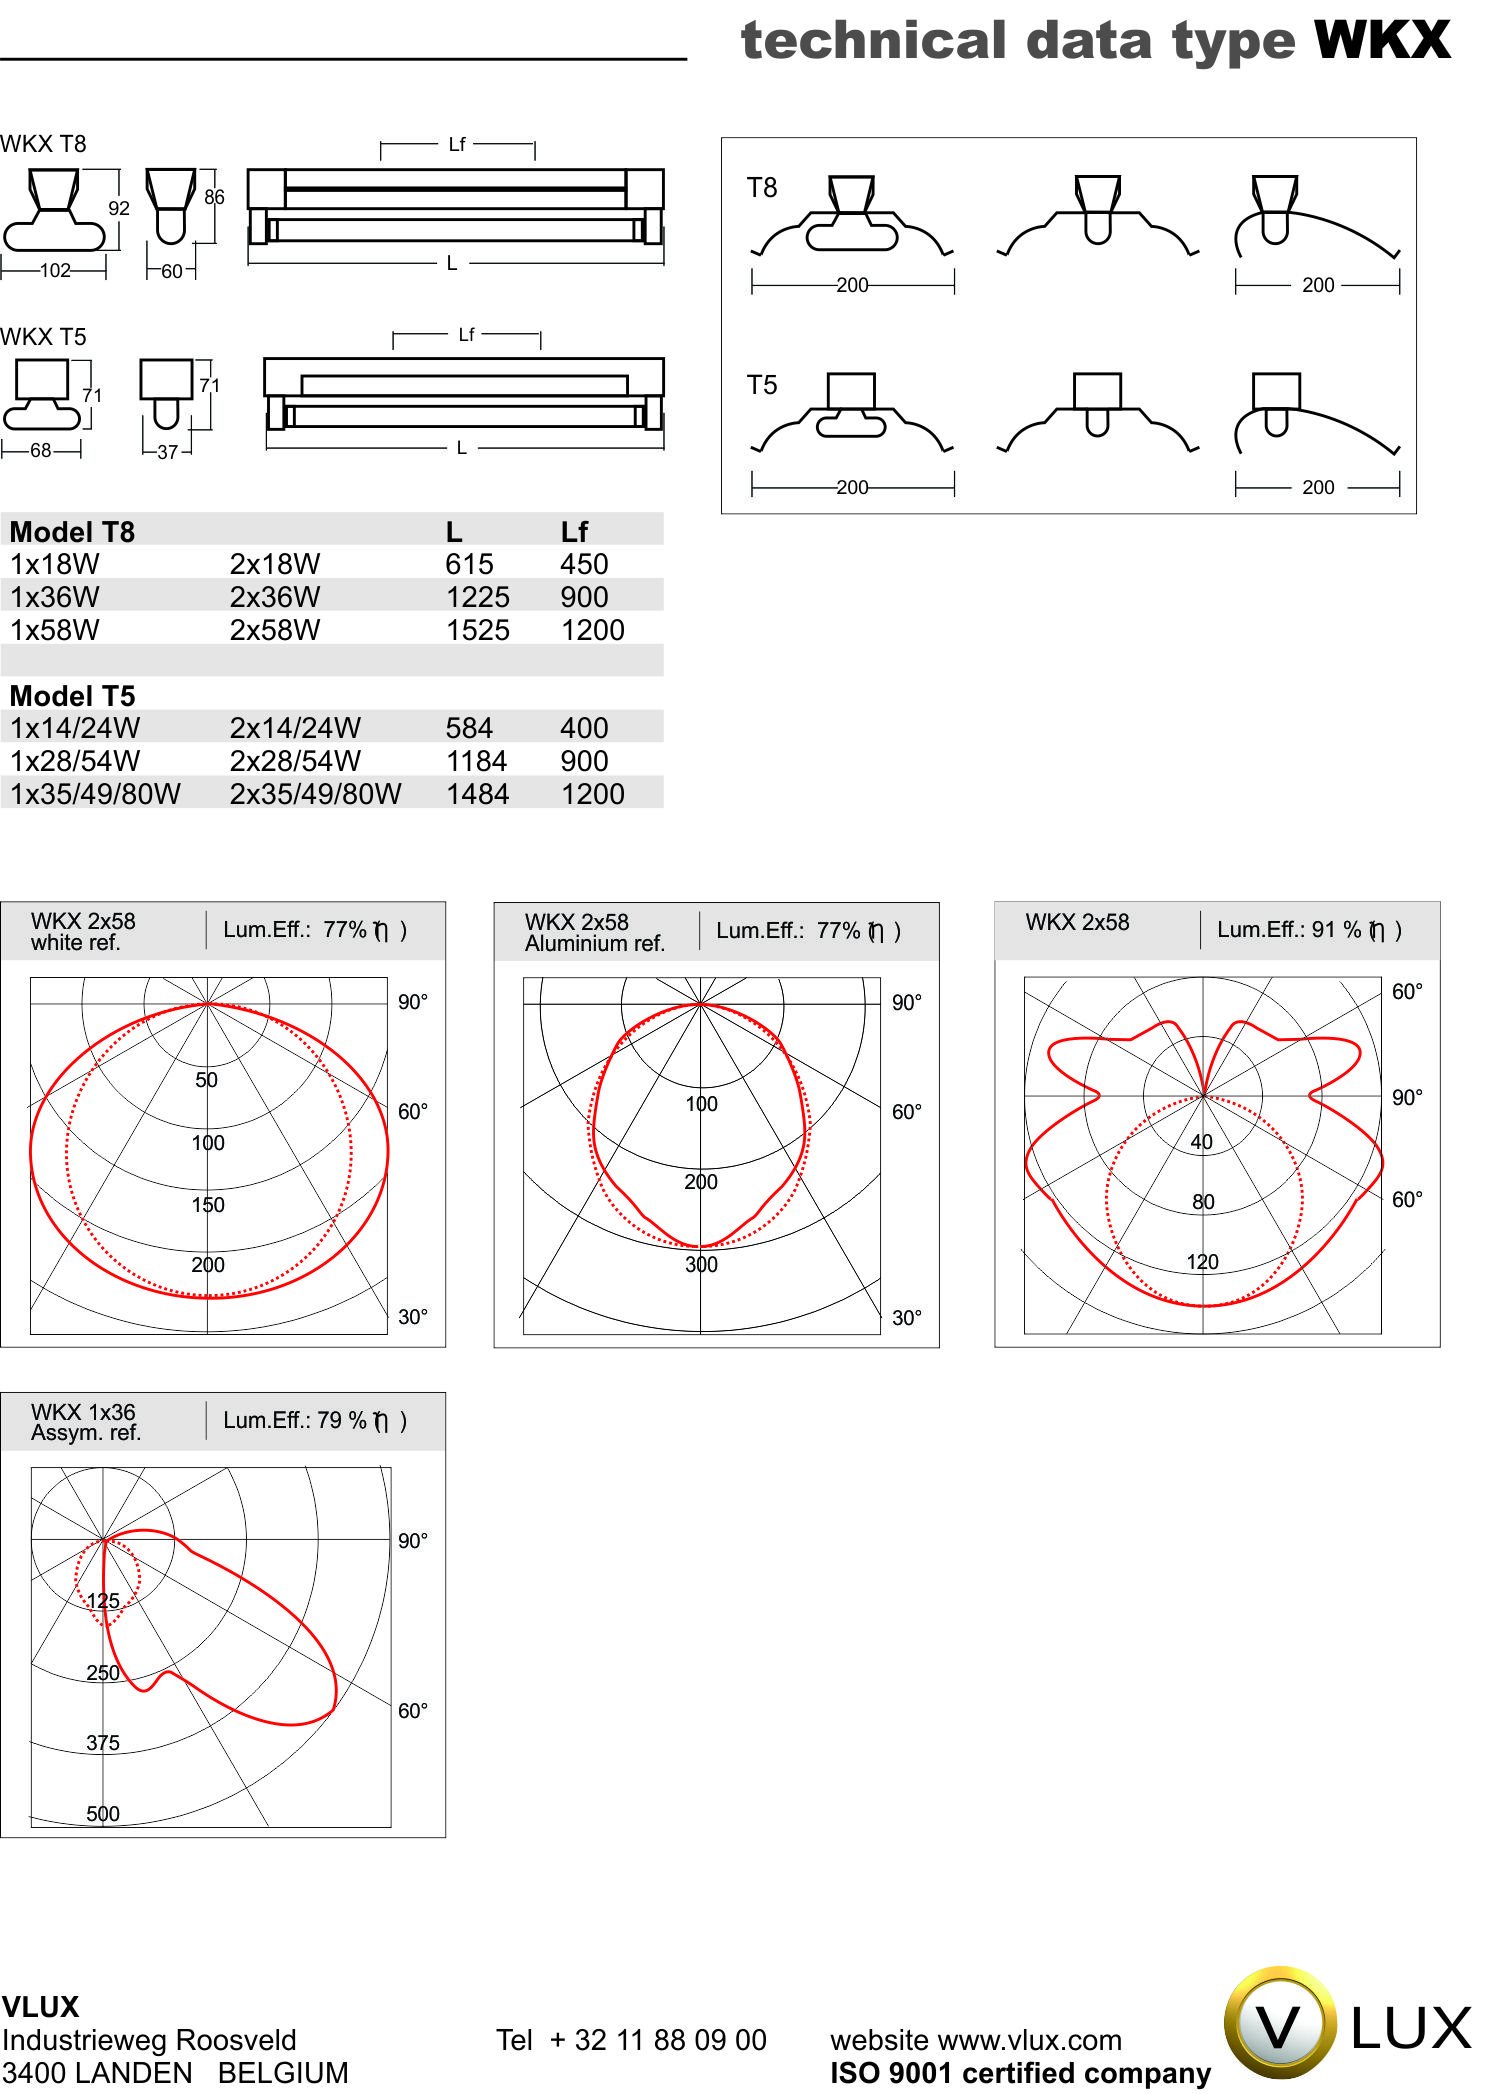 technical data type WKX
WKX T8
Lf
92
86
102
60
L
WKX T5
Lf
71
71
68
37
L
T8
200
200
T5
200
200
Model T8 L Lf
1x18W 2x18W 615 450
1x36W 2x36W 1225 900
1x58W 2x58W 1525 1200
Model T5
1x14/24W 2x14/24W 584 400
1x28/54W 2x28/54W 1184 900
1x35/49/80W 2x35/49/80W 1484 1200
WKX 2x58
white ref.
Lum.Eff.: 77% (η)
90°
50
60°
100
150
200
30°
WKX 2x58
Aluminium ref.
Lum.Eff.: 77% (η)
90°
100
60°
200
300
30°
WKX 2x58
Lum.Eff.: 91 % (η)
60°
90°
40
60°
80
120
WKX 1x36
Assym. ref.
Lum.Eff.: 79 % (η)
90°
125
250
60°
375
500
VLUX
Industrieweg Roosveld
3400 LANDEN BELGIUM
Tel + 32 11 88 09 00
website www.vlux.com
ISO 9001 certified company
V LUX